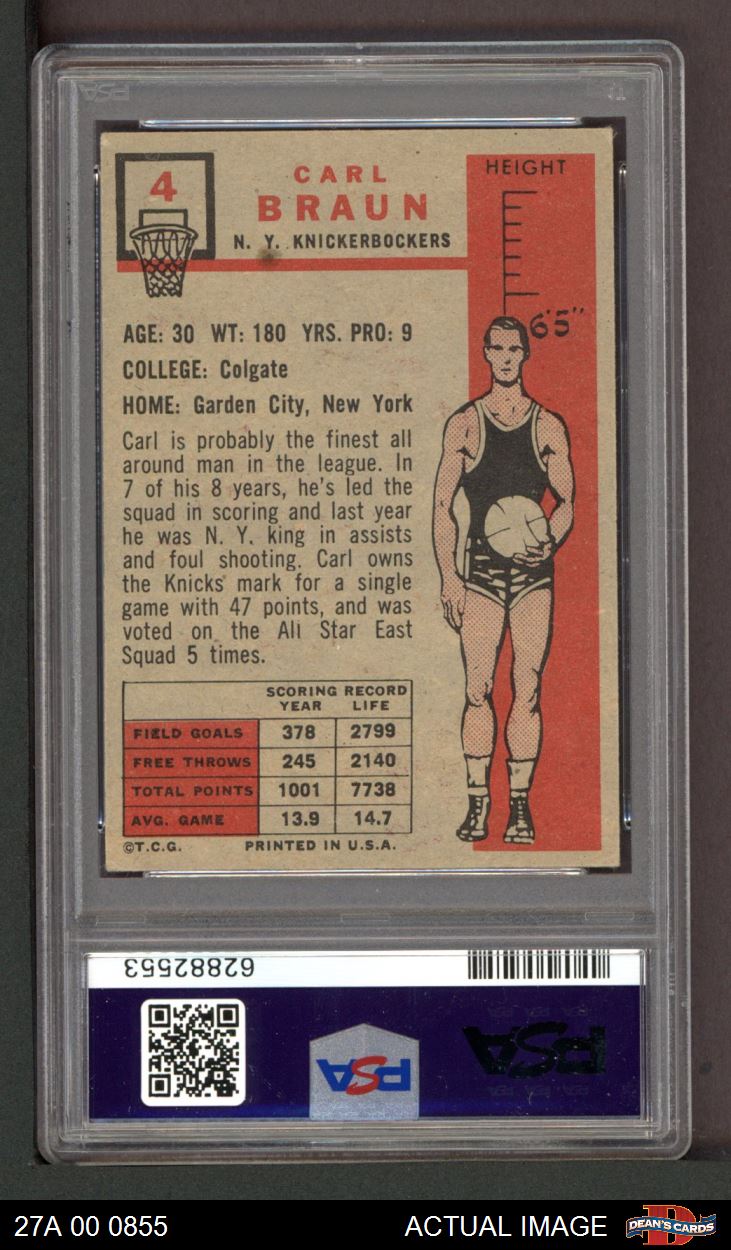 4
CARL
BRAUN
N. Y. KNICKERBOCKERS
HEIGHT
6'5"
AGE: 30 WT: 180 YRS. PRO: 9
COLLEGE: Colgate
HOME: Garden City, New York
Carl is probably the finest all
around man in the league. In
7 of his 8 years, he's led the
squad in scoring and last year
he was N. Y. king in assists
and foul shooting. Carl owns
the Knicks' mark for a single
game with 47 points, and was
voted on the All Star East
Squad 5 times.
SCORING RECORD
YEAR LIFE
FIELD GOALS 378 2799
FREE THROWS 245 2140
TOTAL POINTS 1001 7738
AVG. GAME 13.9 14.7
©T.C.G. PRINTED IN U.S.A.
62882553
PSA
PSA
27A 00 0855
ACTUAL IMAGE
DEAN'S CARDS